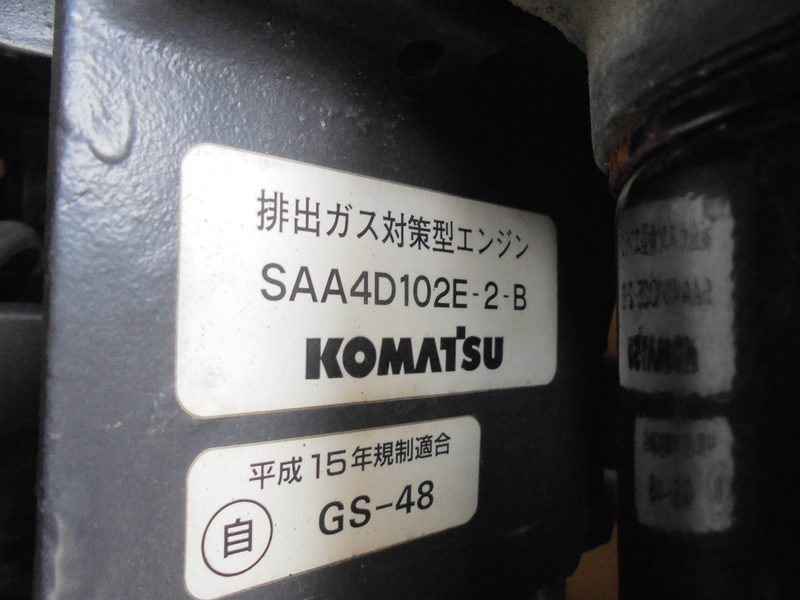 排出ガス対策型エンジン
SAA4D102E-2-B
KOMATSU
平成15年規制適合
自 GS-48